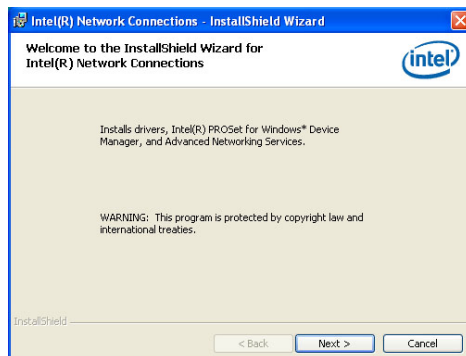 Intel(R) Network Connections - InstallShield Wizard
Welcome to the InstallShield Wizard for
Intel(R) Network Connections
intel
Installs drivers, Intel(R) PROSet for Windows* Device
Manager, and Advanced Networking Services.
WARNING: This program is protected by copyright law and
international treaties.
InstallShield
< Back
Next >
Cancel